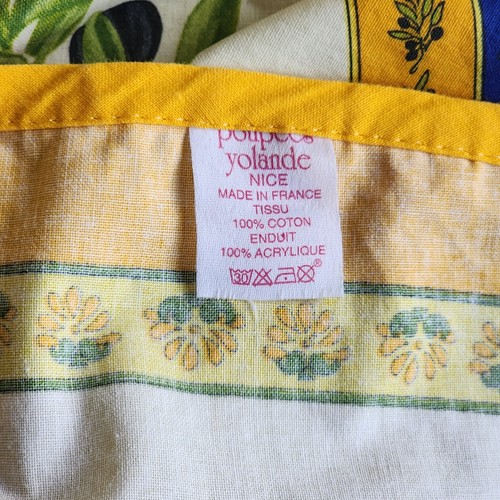 poupées
yolande
NICE
MADE IN FRANCE
TISSU
100% COTON
ENDUIT
100% ACRYLIQUE
30
®